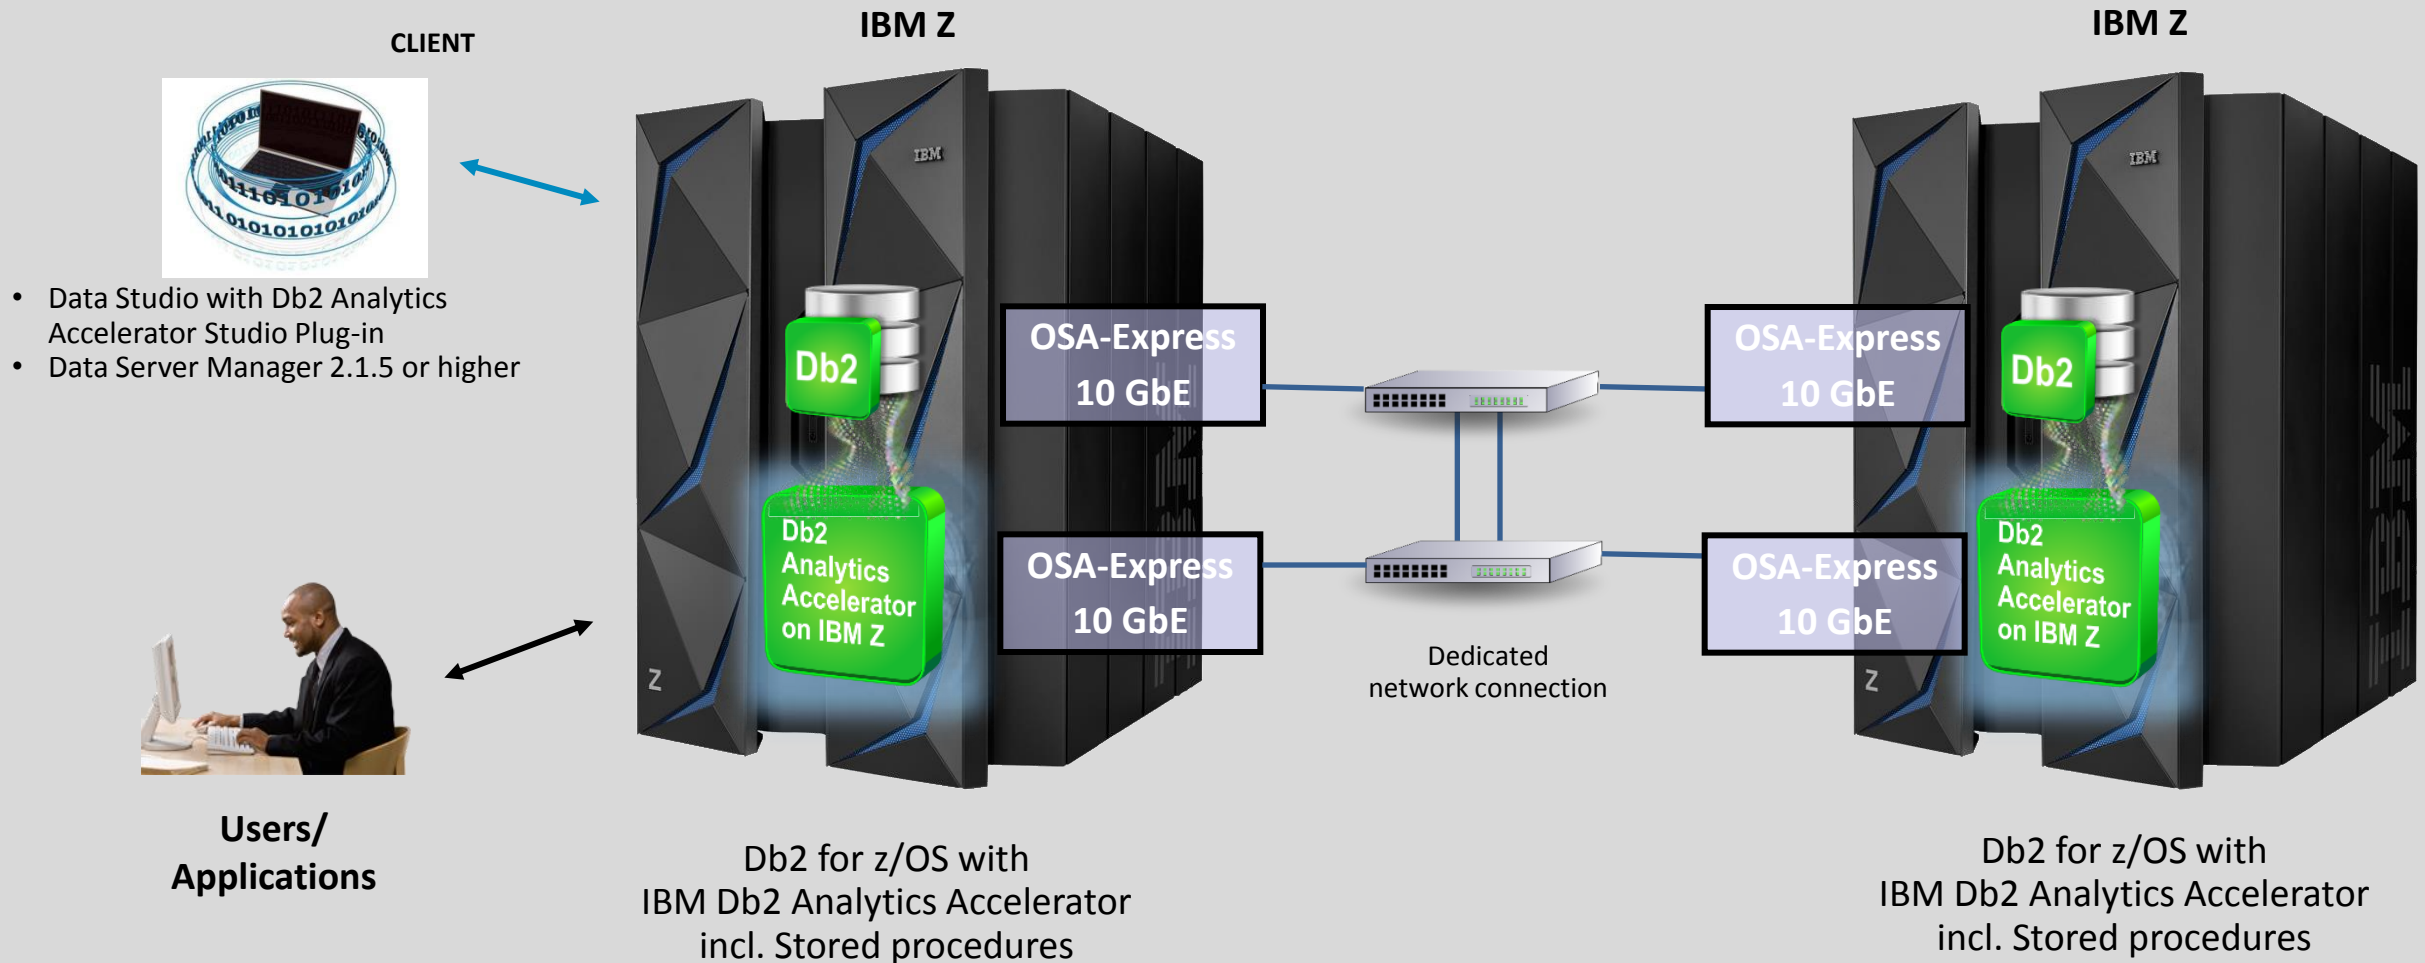 CLIENT
• Data Studio with Db2 Analytics
Accelerator Studio Plug-in
• Data Server Manager 2.1.5 or higher
Users/
Applications
IBM Z
IBM
Db2
Db2
Analytics
Accelerator
on IBM Z
Z
IBM
OSA-Express
10 GbE
OSA-Express
10 GbE
Db2 for z/OS with
IBM Db2 Analytics Accelerator
incl. Stored procedures
Dedicated
network connection
IBM Z
IBM
OSA-Express
10 GbE
OSA-Express
10 GbE
Db2
Db2
Analytics
Accelerator
on IBM Z
Z
IBM
Db2 for z/OS with
IBM Db2 Analytics Accelerator
incl. Stored procedures